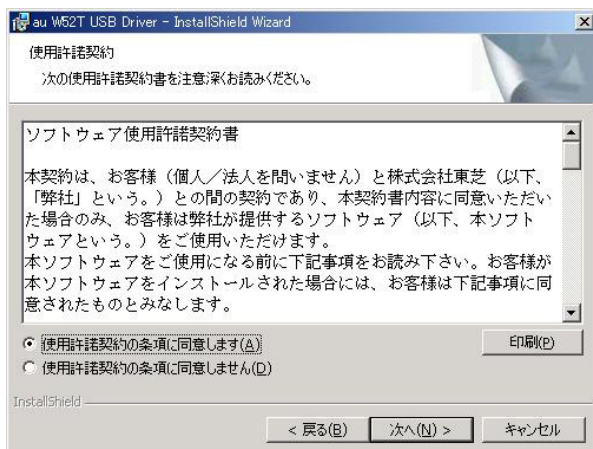 au W52T USB Driver - InstallShield Wizard
使用許諾契約
次の使用許諾契約書を注意深くお読みください。
ソフトウェア使用許諾契約書
本契約は、お客様（個人／法人を問いません）と株式会社東芝（以下、
「弊社」という。）との間の契約であり、本契約書内容に同意いただい
た場合のみ、お客様は弊社が提供するソフトウェア（以下、本ソフト
ウェアという。）をご使用いただけます。
本ソフトウェアをご使用になる前に下記事項をお読み下さい。お客様が
本ソフトウェアをインストールされた場合には、お客様は下記事項に同
意されたものとみなします。
使用許諾契約の条項に同意します(A)
印刷(P)
使用許諾契約の条項に同意しません(D)
InstallShield
< 戻る(B)
次へ(N) >
キャンセル